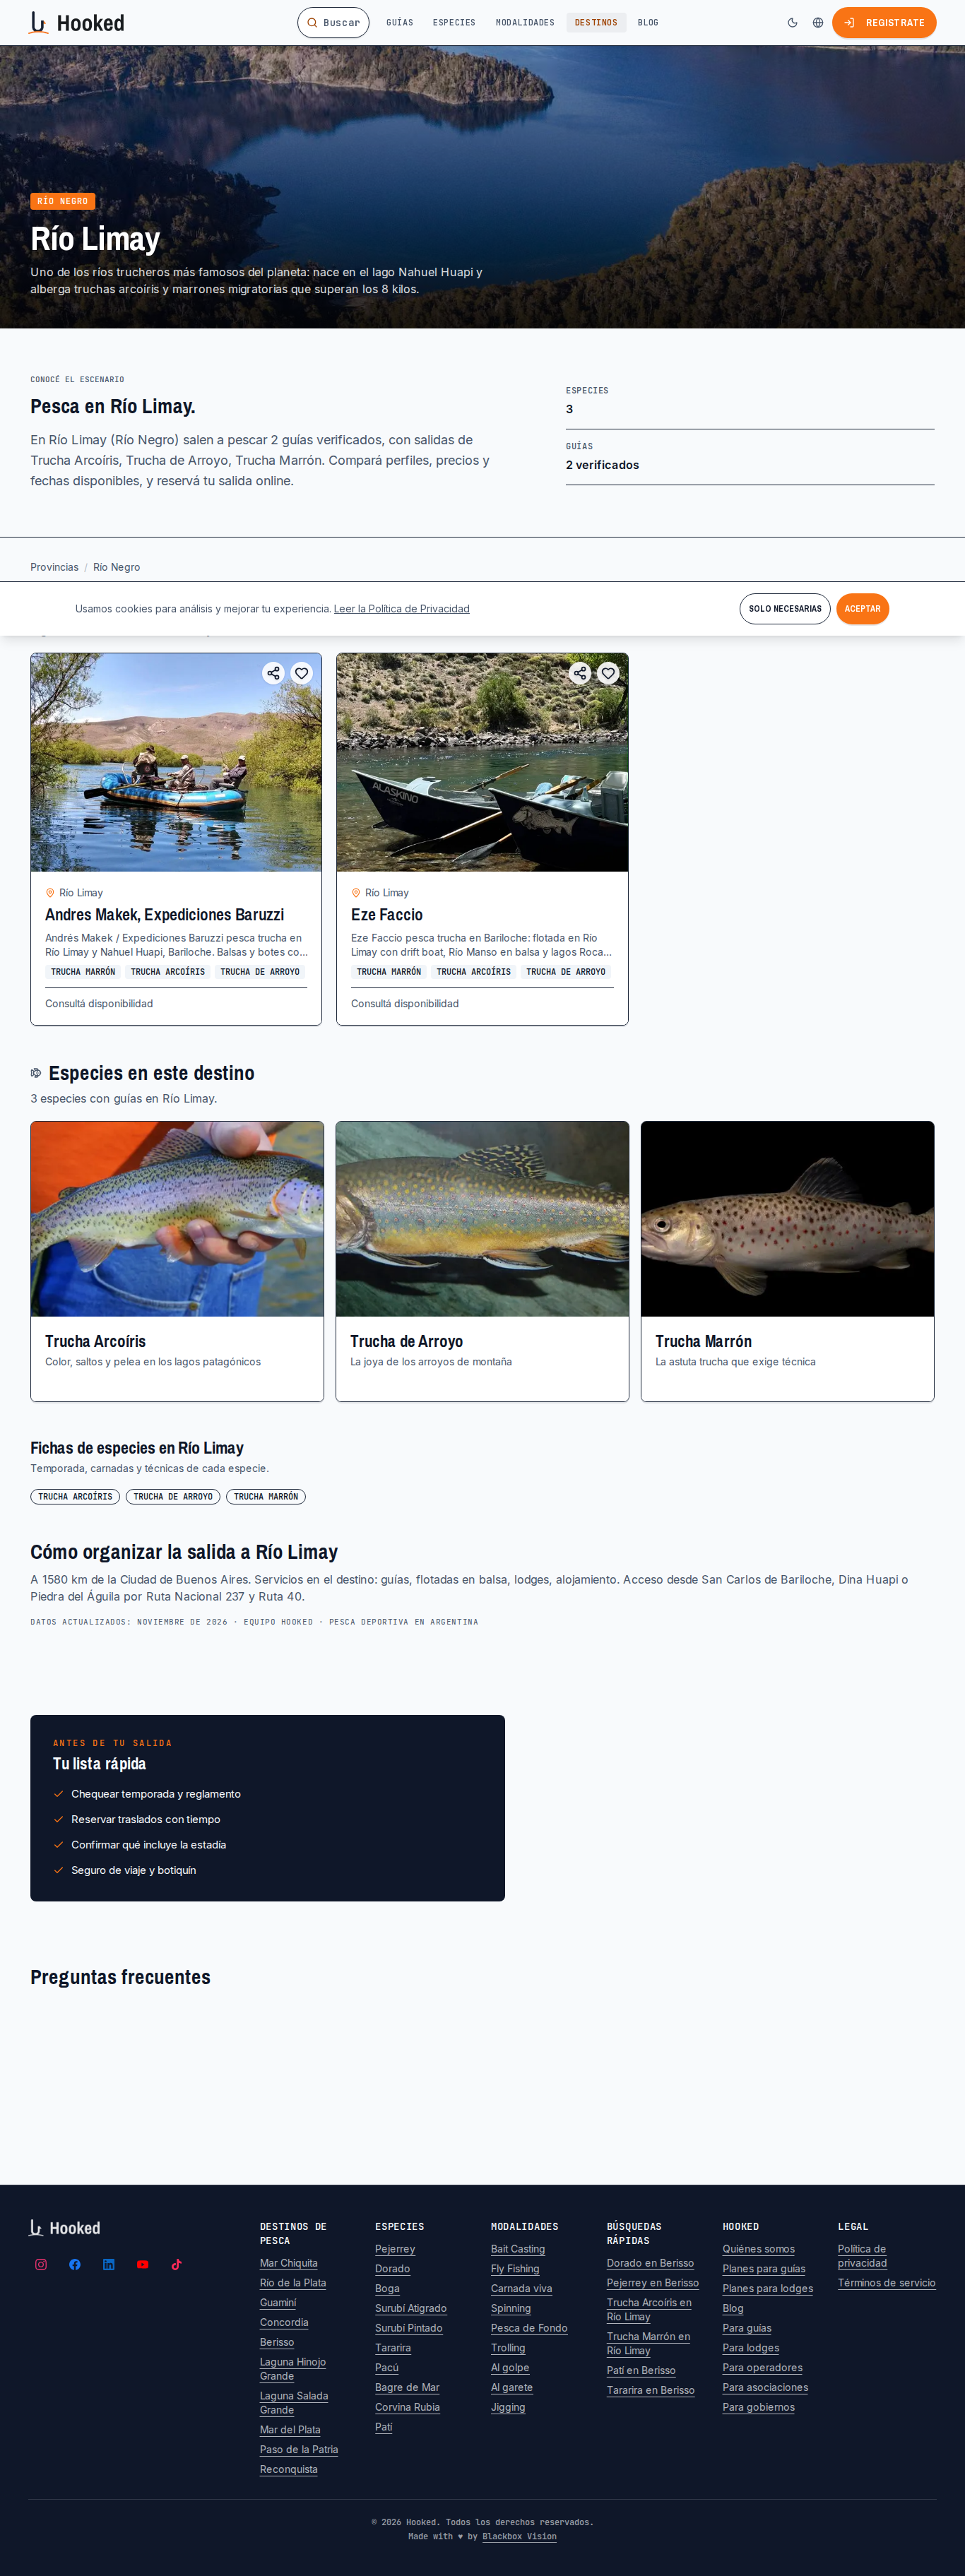 Hooked
Buscar
GUÍAS
ESPECIES
MODALIDADES
DESTINOS
BLOG
REGISTRATE
RÍO NEGRO
Río Limay
Uno de los ríos trucheros más famosos del planeta: nace en el lago Nahuel Huapi y
alberga truchas arcoíris y marrones migratorias que superan los 8 kilos.
CONOCÉ EL ESCENARIO
Pesca en Río Limay.
En Río Limay (Río Negro) salen a pescar 2 guías verificados, con salidas de
Trucha Arcoíris, Trucha de Arroyo, Trucha Marrón. Compará perfiles, precios y
fechas disponibles, y reservá tu salida online.
ESPECIES
3
GUÍAS
2 verificados
Provincias / Río Negro
Usamos cookies para análisis y mejorar tu experiencia. Leer la Política de Privacidad
SOLO NECESARIAS
ACEPTAR
ALASKINO
Río Limay
Andres Makek, Expediciones Baruzzi
Andrés Makek / Expediciones Baruzzi pesca trucha en
Río Limay y Nahuel Huapi, Bariloche. Balsas y botes co...
TRUCHA MARRÓN
TRUCHA ARCOÍRIS
TRUCHA DE ARROYO
Consultá disponibilidad
Río Limay
Eze Faccio
Eze Faccio pesca trucha en Bariloche: flotada en Río
Limay con drift boat, Río Manso en balsa y lagos Roca...
TRUCHA MARRÓN
TRUCHA ARCOÍRIS
TRUCHA DE ARROYO
Consultá disponibilidad
Especies en este destino
3 especies con guías en Río Limay.
Trucha Arcoíris
Color, saltos y pelea en los lagos patagónicos
Trucha de Arroyo
La joya de los arroyos de montaña
Trucha Marrón
La astuta trucha que exige técnica
Fichas de especies en Río Limay
Temporada, carnadas y técnicas de cada especie.
TRUCHA ARCOÍRIS
TRUCHA DE ARROYO
TRUCHA MARRÓN
Cómo organizar la salida a Río Limay
A 1580 km de la Ciudad de Buenos Aires. Servicios en el destino: guías, flotadas en balsa, lodges, alojamiento. Acceso desde San Carlos de Bariloche, Dina Huapi o
Piedra del Águila por Ruta Nacional 237 y Ruta 40.
DATOS ACTUALIZADOS: NOVIEMBRE DE 2026 · EQUIPO HOOKED · PESCA DEPORTIVA EN ARGENTINA
ANTES DE TU SALIDA
Tu lista rápida
Chequear temporada y reglamento
Reservar traslados con tiempo
Confirmar qué incluye la estadía
Seguro de viaje y botiquín
Preguntas frecuentes
Hooked
DESTINOS DE
PESCA
Mar Chiquita
Río de la Plata
Guaminí
Concordia
Berisso
Laguna Hinojo
Grande
Laguna Salada
Grande
Mar del Plata
Paso de la Patria
Reconquista
ESPECIES
Pejerrey
Dorado
Boga
Surubí Atigrado
Surubí Pintado
Tararira
Pacú
Bagre de Mar
Corvina Rubia
Patí
MODALIDADES
Bait Casting
Fly Fishing
Carnada viva
Spinning
Pesca de Fondo
Trolling
Al golpe
Al garete
Jigging
BÚSQUEDAS
RÁPIDAS
Dorado en Berisso
Pejerrey en Berisso
Trucha Arcoíris en
Río Limay
Trucha Marrón en
Río Limay
Patí en Berisso
Tararira en Berisso
HOOKED
Quiénes somos
Planes para guías
Planes para lodges
Blog
Para guías
Para lodges
Para operadores
Para asociaciones
Para gobiernos
LEGAL
Política de
privacidad
Términos de servicio
© 2026 Hooked. Todos los derechos reservados.
Made with ♥ by Blackbox Vision